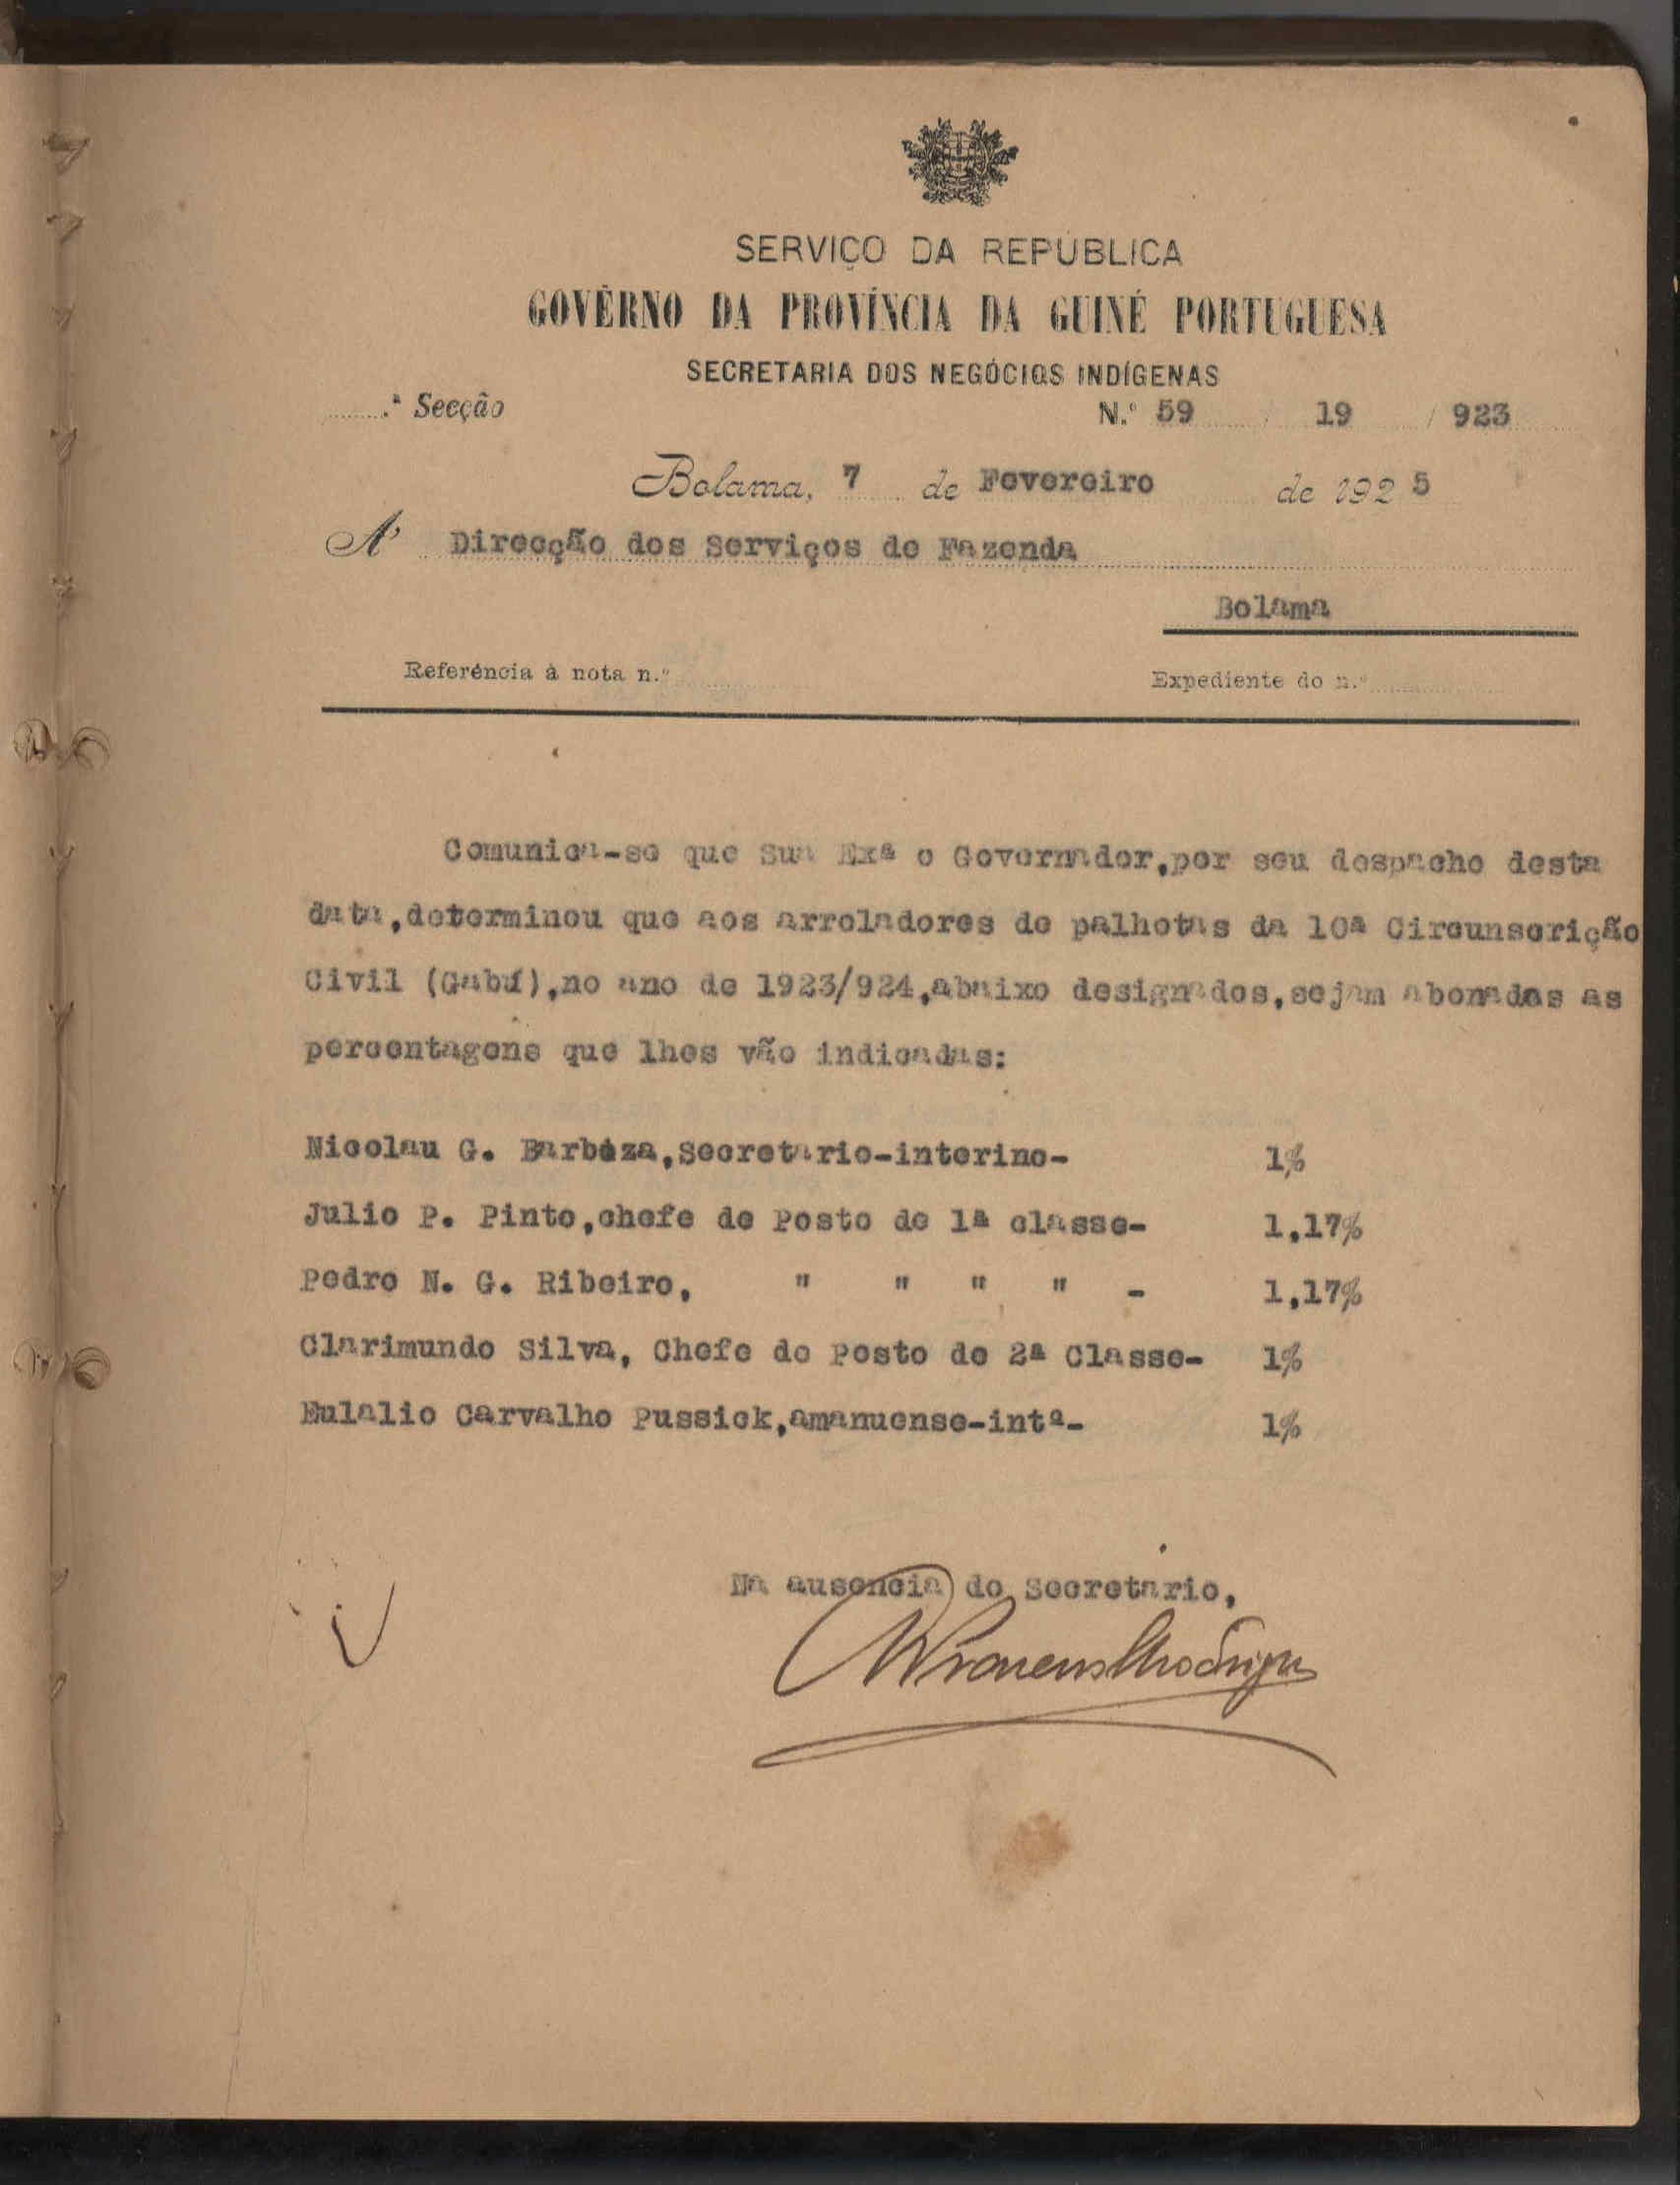 SERVIÇO DA REPÚBLICA
GOVÊRNO DA PROVÍNCIA DA GUINÉ PORTUGUESA
SECRETARIA DOS NEGÓCIOS INDÍGENAS
.ª Secção N.º 59 19 / 923
Bolama, 7 de Fevereiro de 1925
A' Direcção dos Serviços de Fazenda
Bolama
Referência à nota n.º Expediente do n.º
Comunica-se que Sua Exª o Governador,por seu despacho desta
data,determinou que aos arroladores de palhotas da 10ª Circunscrição
Civil (Gabú),no ano de 1923/924,abaixo designados,sejam abonadas as
percentagens que lhes vão indicadas:
Nicolau G. Barbóza,Secretario-interino- 1%
Julio P. Pinto,chefe de Posto de 1ª classe- 1,17%
Pedro N. G. Ribeiro, " " " " - 1,17%
Clarimundo Silva, Chefe do Posto de 2ª Classe- 1%
Eulalio Carvalho Pussick,amanuense-intº- 1%
Na ausencia do Secretario,